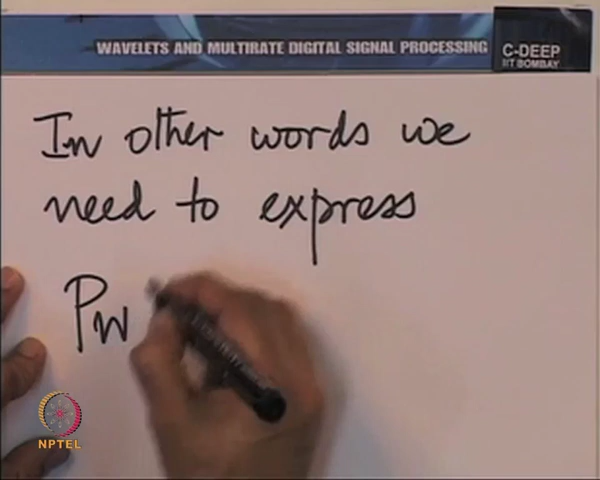 WAVELETS AND MULTIRATE DIGITAL SIGNAL PROCESSING
C-DEEP
IIT BOMBAY
In other words we
need to express
PW
NPTEL